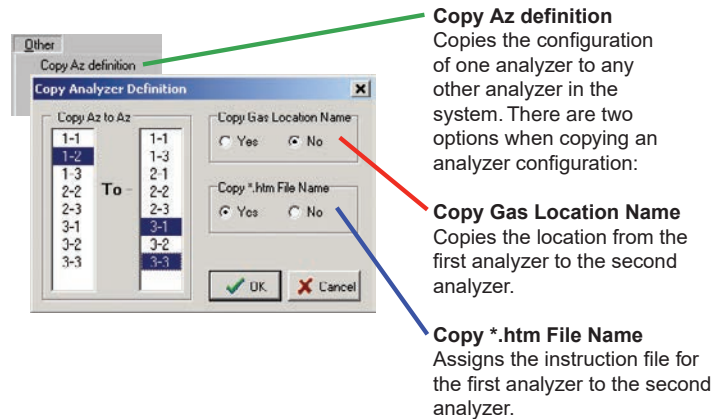 Other
Copy Az definition
Copy Analyzer Definition
Copy Az to Az
1-1
1-2
1-3
2-2
2-3
3-1
3-2
3-3
To
1-1
1-3
2-1
2-2
2-3
3-1
3-2
3-3
Copy Gas Location Name
Yes No
Copy *.htm File Name
Yes No
OK Cancel
Copy Az definition
Copies the configuration
of one analyzer to any
other analyzer in the
system. There are two
options when copying an
analyzer configuration:
Copy Gas Location Name
Copies the location from the
first analyzer to the second
analyzer.
Copy *.htm File Name
Assigns the instruction file for
the first analyzer to the second
analyzer.